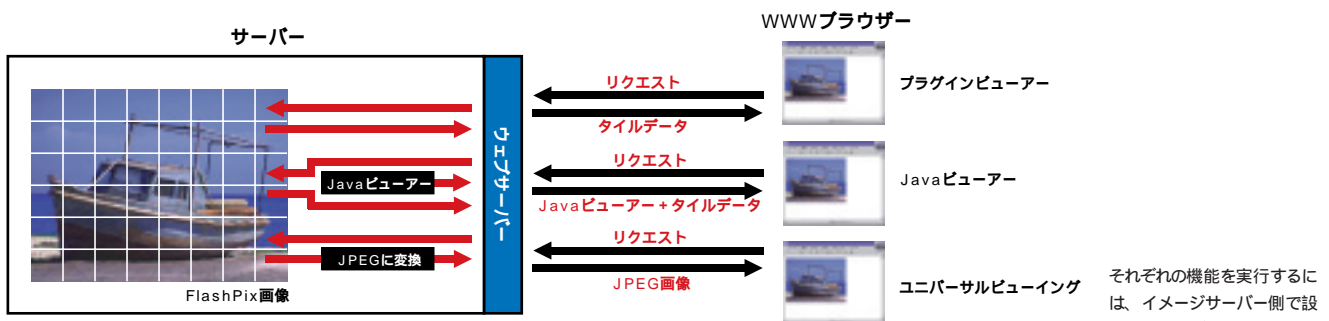 WWWブラウザー
サーバー
リクエスト
プラグインビューアー
タイルデータ
ウェブサーバー
リクエスト
Javaビューアー
Javaビューアー
Javaビューアー+タイルデータ
リクエスト
JPEGに変換
JPEG画像
ユニバーサルビューイング
FlashPix画像
それぞれの機能を実行するに
は、イメージサーバー側で設